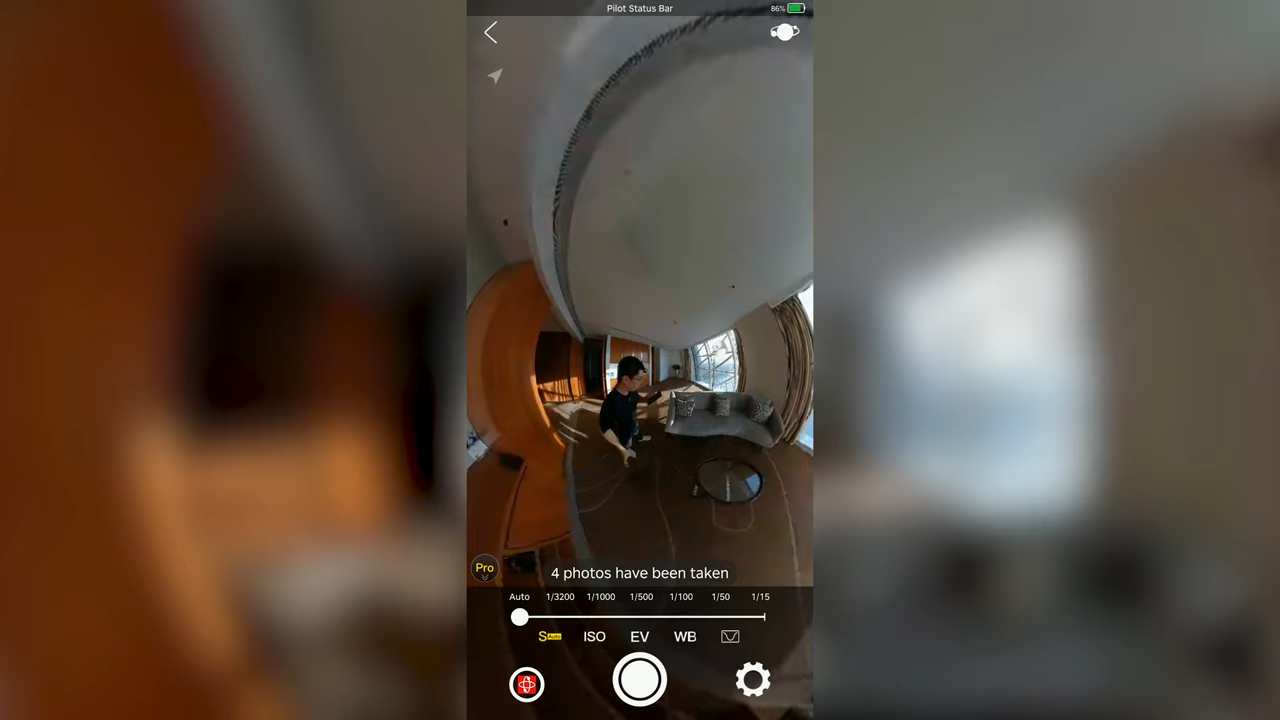 Pilot Status Bar
86%
Pro
4 photos have been taken
Auto 1/3200 1/1000 1/500 1/100 1/50 1/15
S Auto ISO EV WB